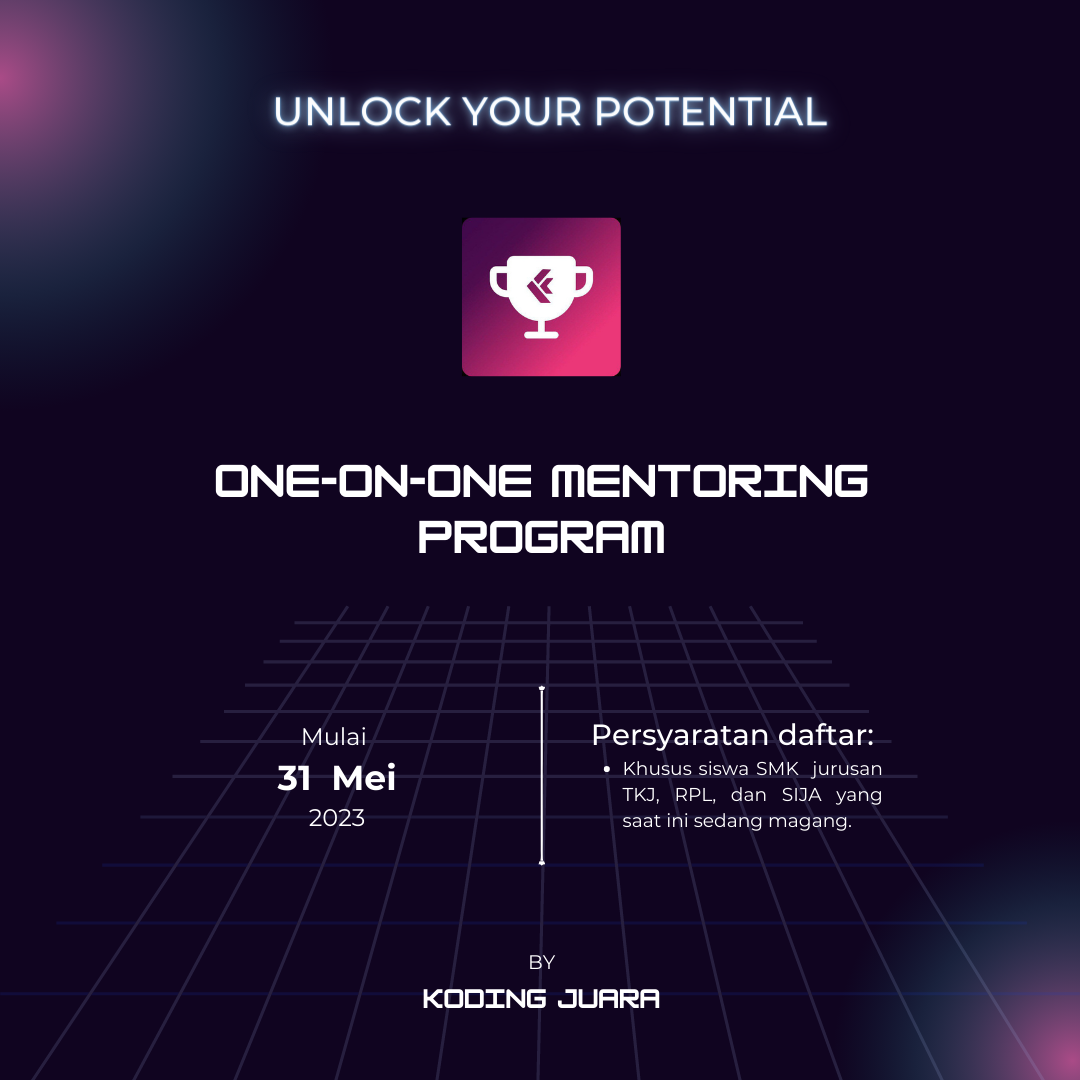 UNLOCK YOUR POTENTIAL
ONE-ON-ONE MENTORING
PROGRAM
Mulai
31 Mei
2023
Persyaratan daftar:
• Khusus siswa SMK jurusan
TKJ, RPL, dan SIJA yang
saat ini sedang magang.
BY
KODING JUARA